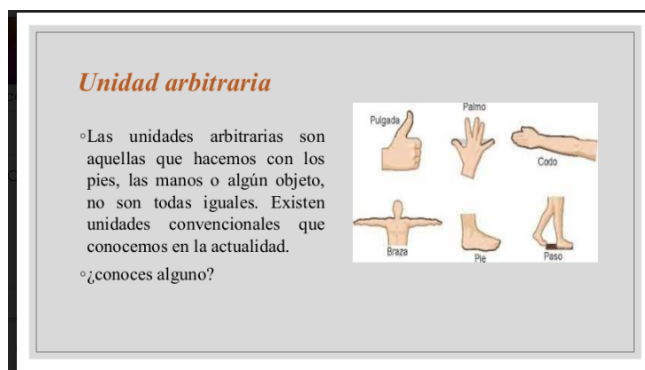 Unidad arbitraria
◦Las unidades arbitrarias son
aquellas que hacemos con los
pies, las manos o algún objeto,
no son todas iguales. Existen
unidades convencionales que
conocemos en la actualidad.
◦¿conoces alguno?
Pulgada
Palmo
Codo
Braza
Pie
Paso